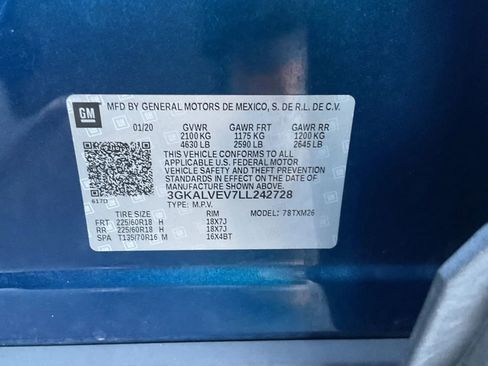 GM
MFD BY GENERAL MOTORS DE MEXICO, S. DE R.L. DE C.V.
01/20 GVWR GAWR FRT GAWR RR
2100 KG 1175 KG 1200 KG
4630 LB 2590 LB 2645 LB
THIS VEHICLE CONFORMS TO ALL
APPLICABLE U.S. FEDERAL MOTOR
VEHICLE SAFETY, BUMPER, AND THEFT
PREVENTION STANDARDS IN EFFECT ON
THE DATE OF MANUFACTURE SHOWN ABOVE.
617D 3GKALVEV7LL242728
TYPE: M.P.V.
TIRE SIZE RIM MODEL: 78TXM26
FRT 225/60R18 H 18X7J
RR 225/60R18 H 18X7J
SPA T135/70R16 M 16X4BT